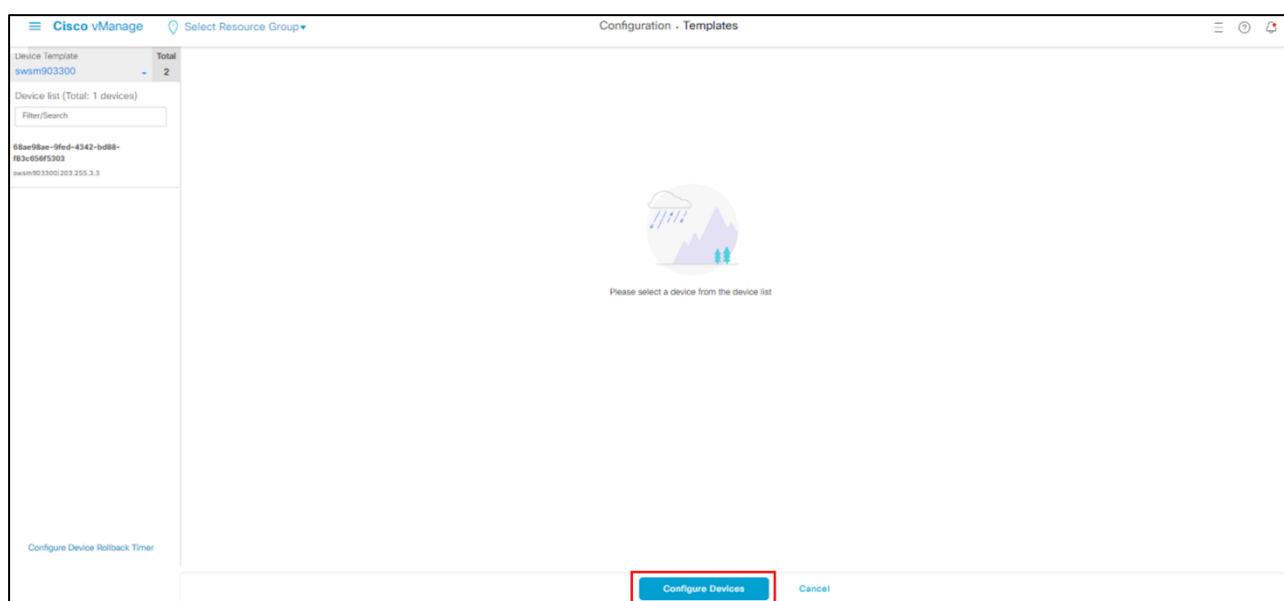 Cisco vManage
Select Resource Group
Configuration · Templates
Device Template
Total
swsm903300
2
Device list (Total: 1 devices)
Filter/Search
68ae98ae-9fed-4342-bd88-
f83c656f5303
swsm903300|203.255.3.3
Please select a device from the device list
Configure Device Rollback Timer
Configure Devices
Cancel